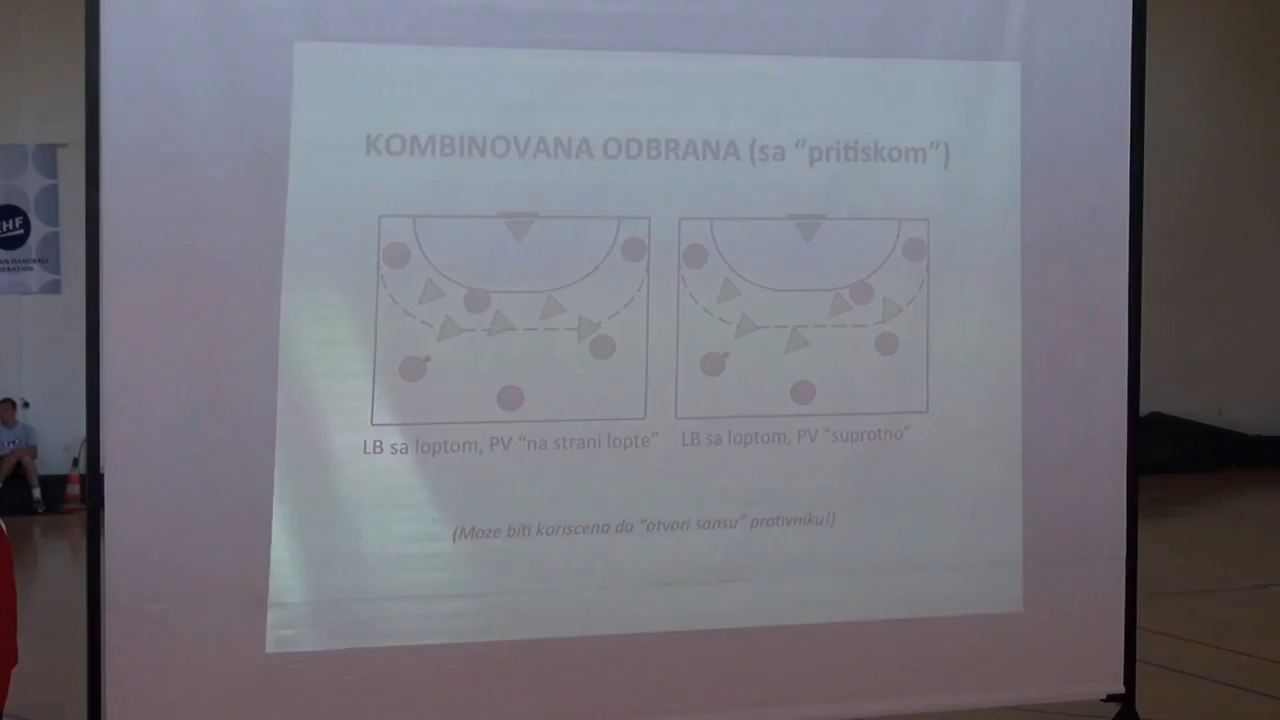 KOMBINOVANA ODBRANA (sa "pritiskom")
LB sa loptom, PV "na strani lopte"
LB sa loptom, PV "suprotno"
(Moze biti koriscena da "otvori sansu" protivniku!)
HF